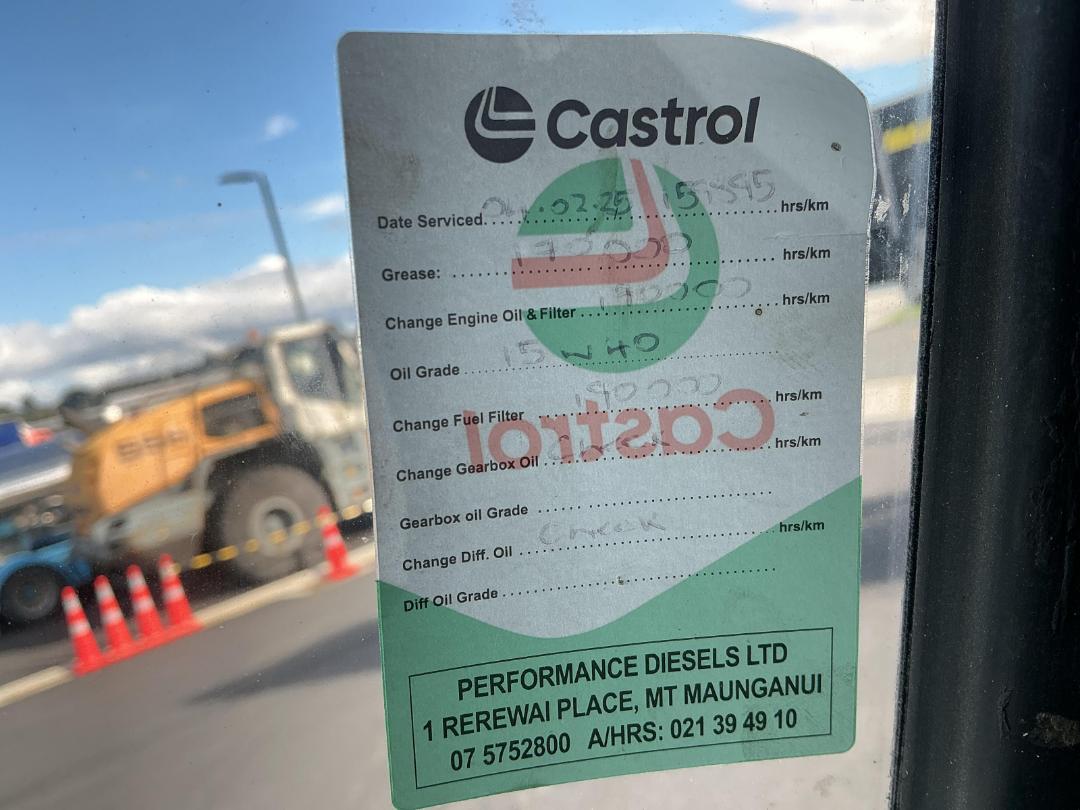 Castrol
Date Serviced 04.02.25 hrs/km
Grease: 170000 hrs/km
Change Engine Oil & Filter 190000 hrs/km
Oil Grade 15W40
Change Fuel Filter 190000 hrs/km
Castrol
Change Gearbox Oil Check hrs/km
Gearbox oil Grade
Change Diff. Oil Check hrs/km
Diff Oil Grade
PERFORMANCE DIESELS LTD
1 REREWAI PLACE, MT MAUNGANUI
07 5752800 A/HRS: 021 39 49 10